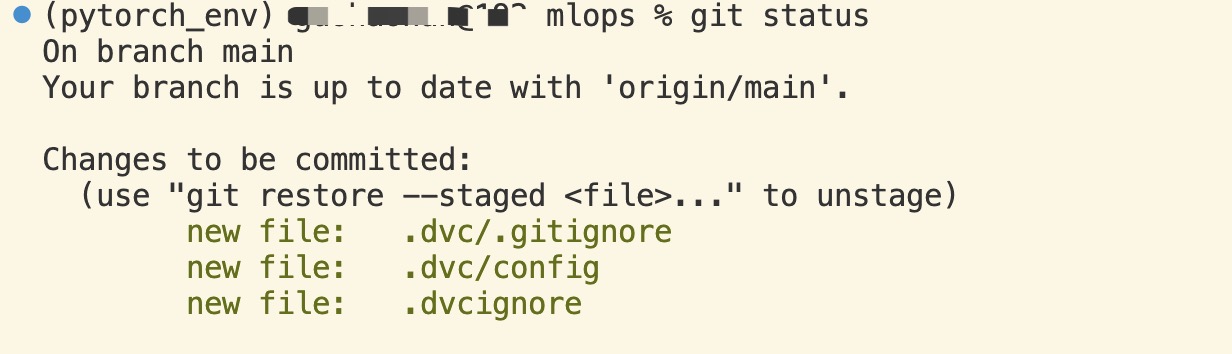 (pytorch_env) mlops % git status
On branch main
Your branch is up to date with 'origin/main'.
Changes to be committed:
(use "git restore --staged <file>..." to unstage)
new file: .dvc/.gitignore
new file: .dvc/config
new file: .dvcignore